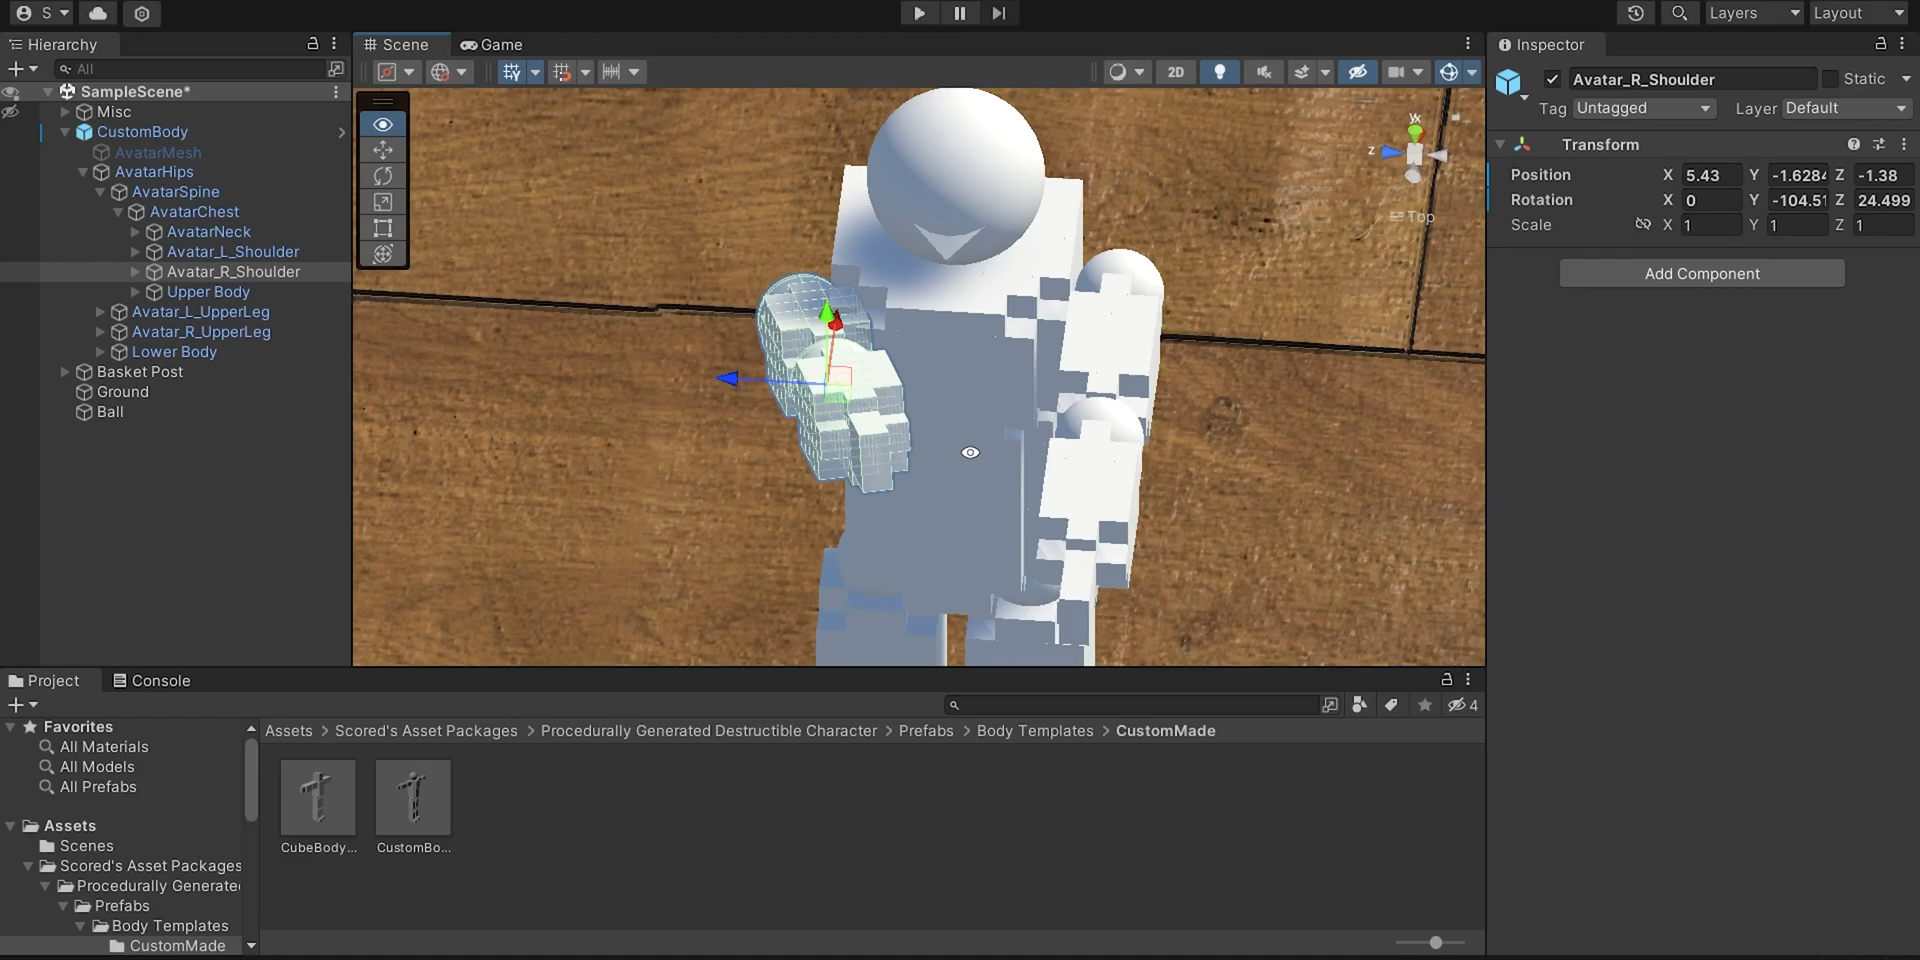 S
Layers
Layout
Hierarchy
All
SampleScene*
Misc
CustomBody
AvatarMesh
AvatarHips
AvatarSpine
AvatarChest
AvatarNeck
Avatar_L_Shoulder
Avatar_R_Shoulder
Upper Body
Avatar_L_UpperLeg
Avatar_R_UpperLeg
Lower Body
Basket Post
Ground
Ball
Scene
Game
2D
z
Top
Inspector
Avatar_R_Shoulder
Static
Tag Untagged
Layer Default
Transform
Position X 5.43 Y -1.6284 Z -1.38
Rotation X 0 Y -104.51 Z 24.499
Scale X 1 Y 1 Z 1
Add Component
Project
Console
4
Favorites
All Materials
All Models
All Prefabs
Assets
Scenes
Scored's Asset Packages
Procedurally Generate
Prefabs
Body Templates
CustomMade
Assets > Scored's Asset Packages > Procedurally Generated Destructible Character > Prefabs > Body Templates > CustomMade
CubeBody...
CustomBo...